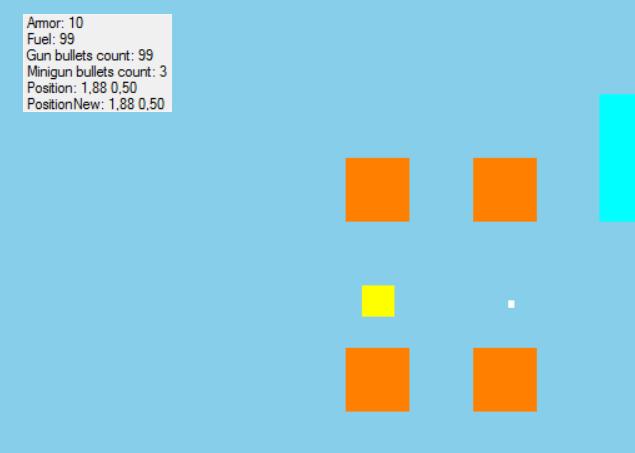 Armor: 10
Fuel: 99
Gun bullets count: 99
Minigun bullets count: 3
Position: 1,88 0,50
PositionNew: 1,88 0,50